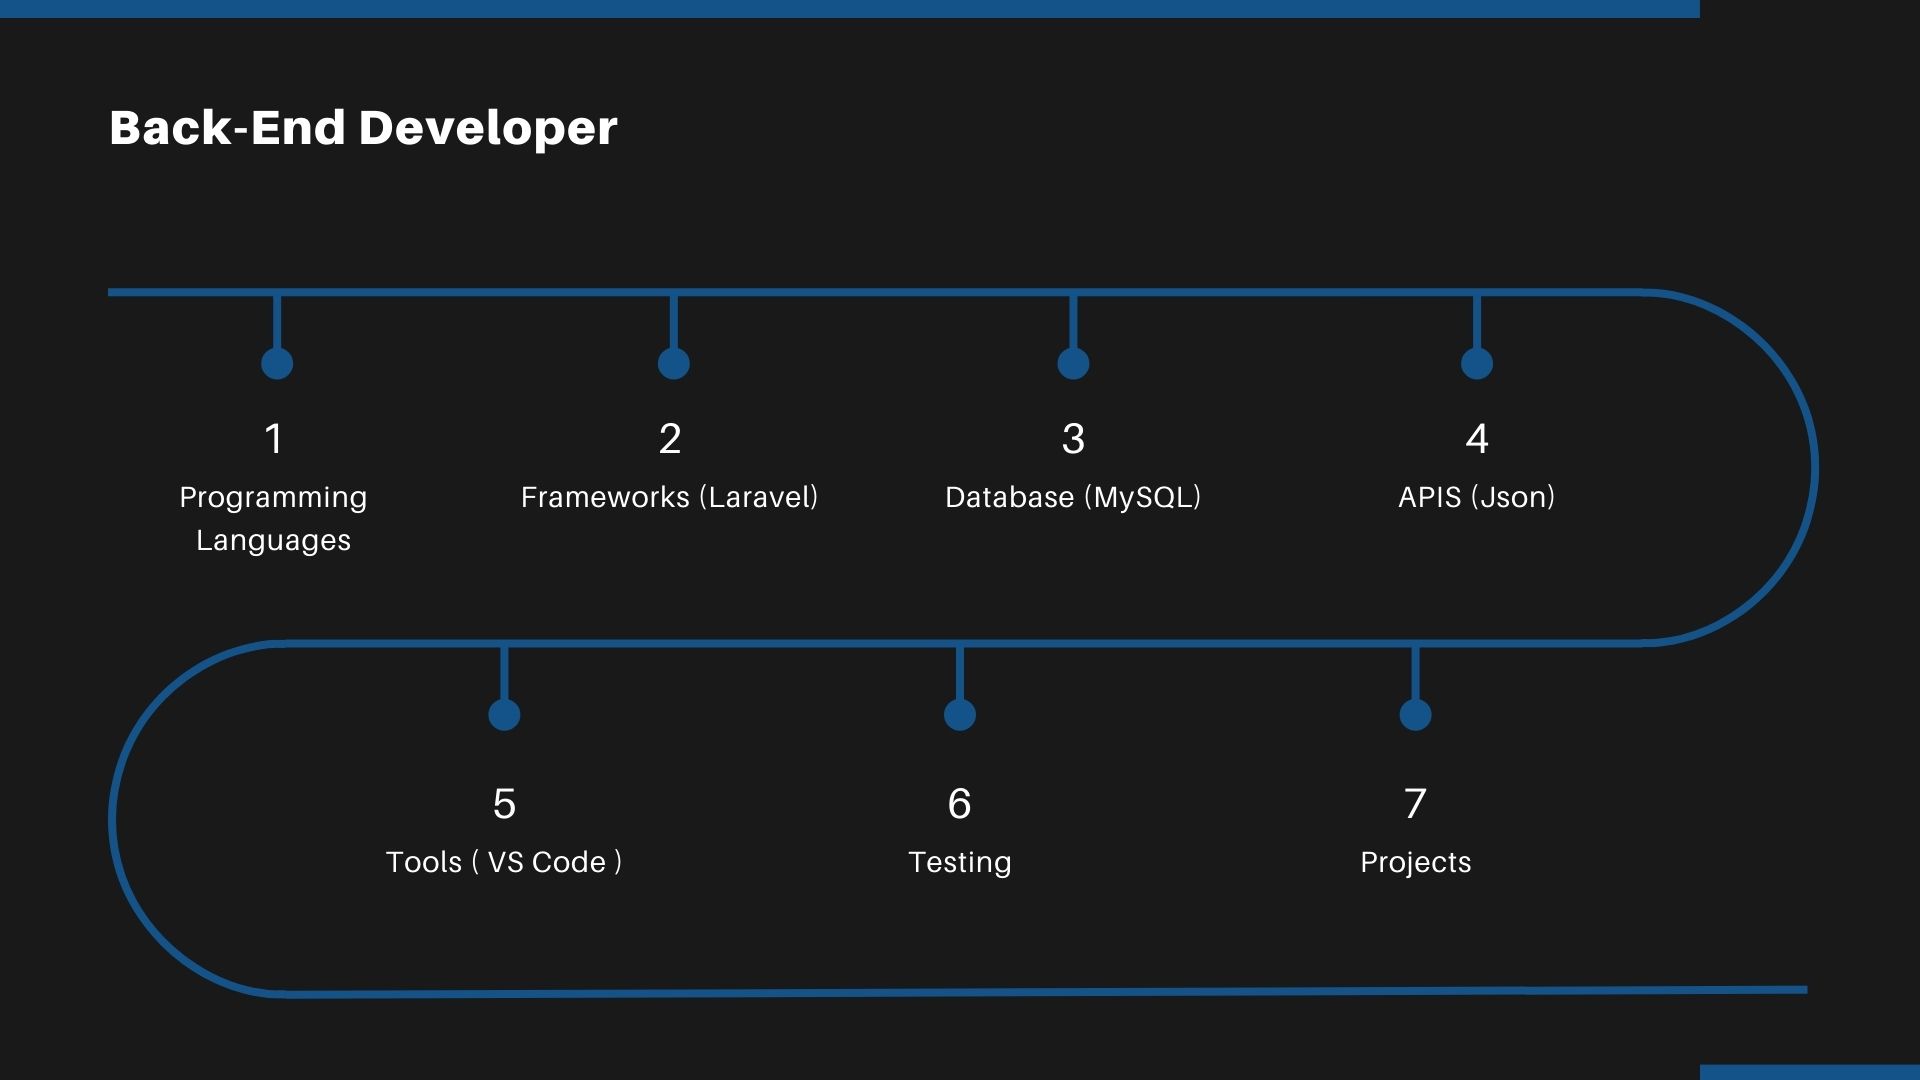 Back-End Developer
1
Programming
Languages
2
Frameworks (Laravel)
3
Database (MySQL)
4
APIS (Json)
5
Tools ( VS Code )
6
Testing
7
Projects